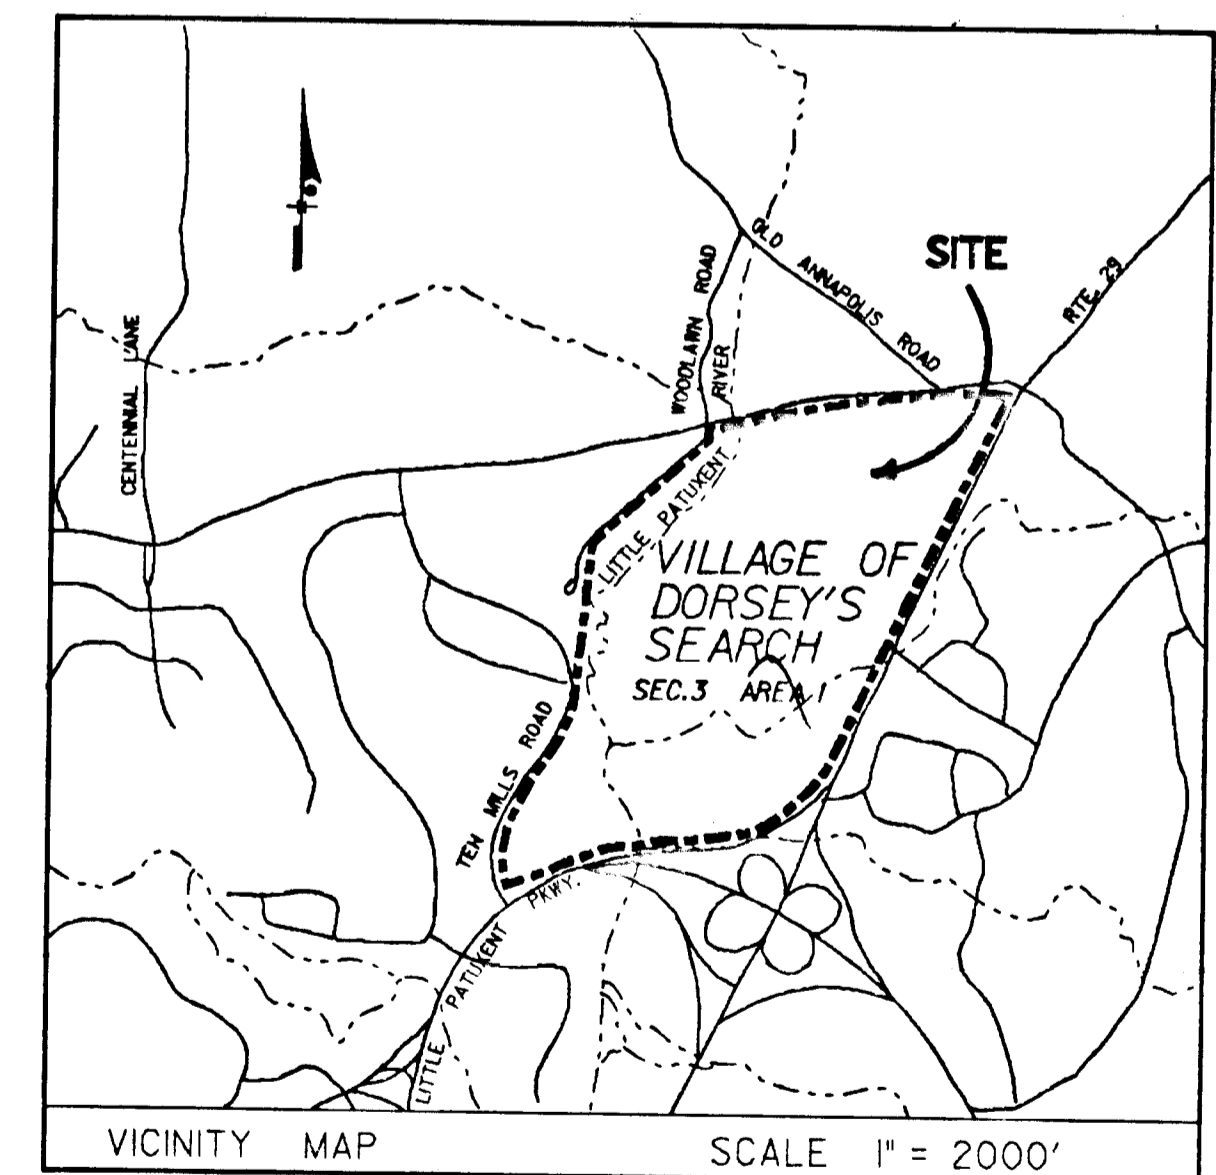 OLD ANNAPOLIS ROAD
SITE
RTE. 29
WOODLAWN ROAD
RIVER
CENTENNIAL LANE
LITTLE PATUXENT
VILLAGE OF
DORSEY'S
SEARCH
SEC.3 AREA 1
TEN MILLS ROAD
LITTLE PATUXENT PKWY.
VICINITY MAP
SCALE 1" = 2000'